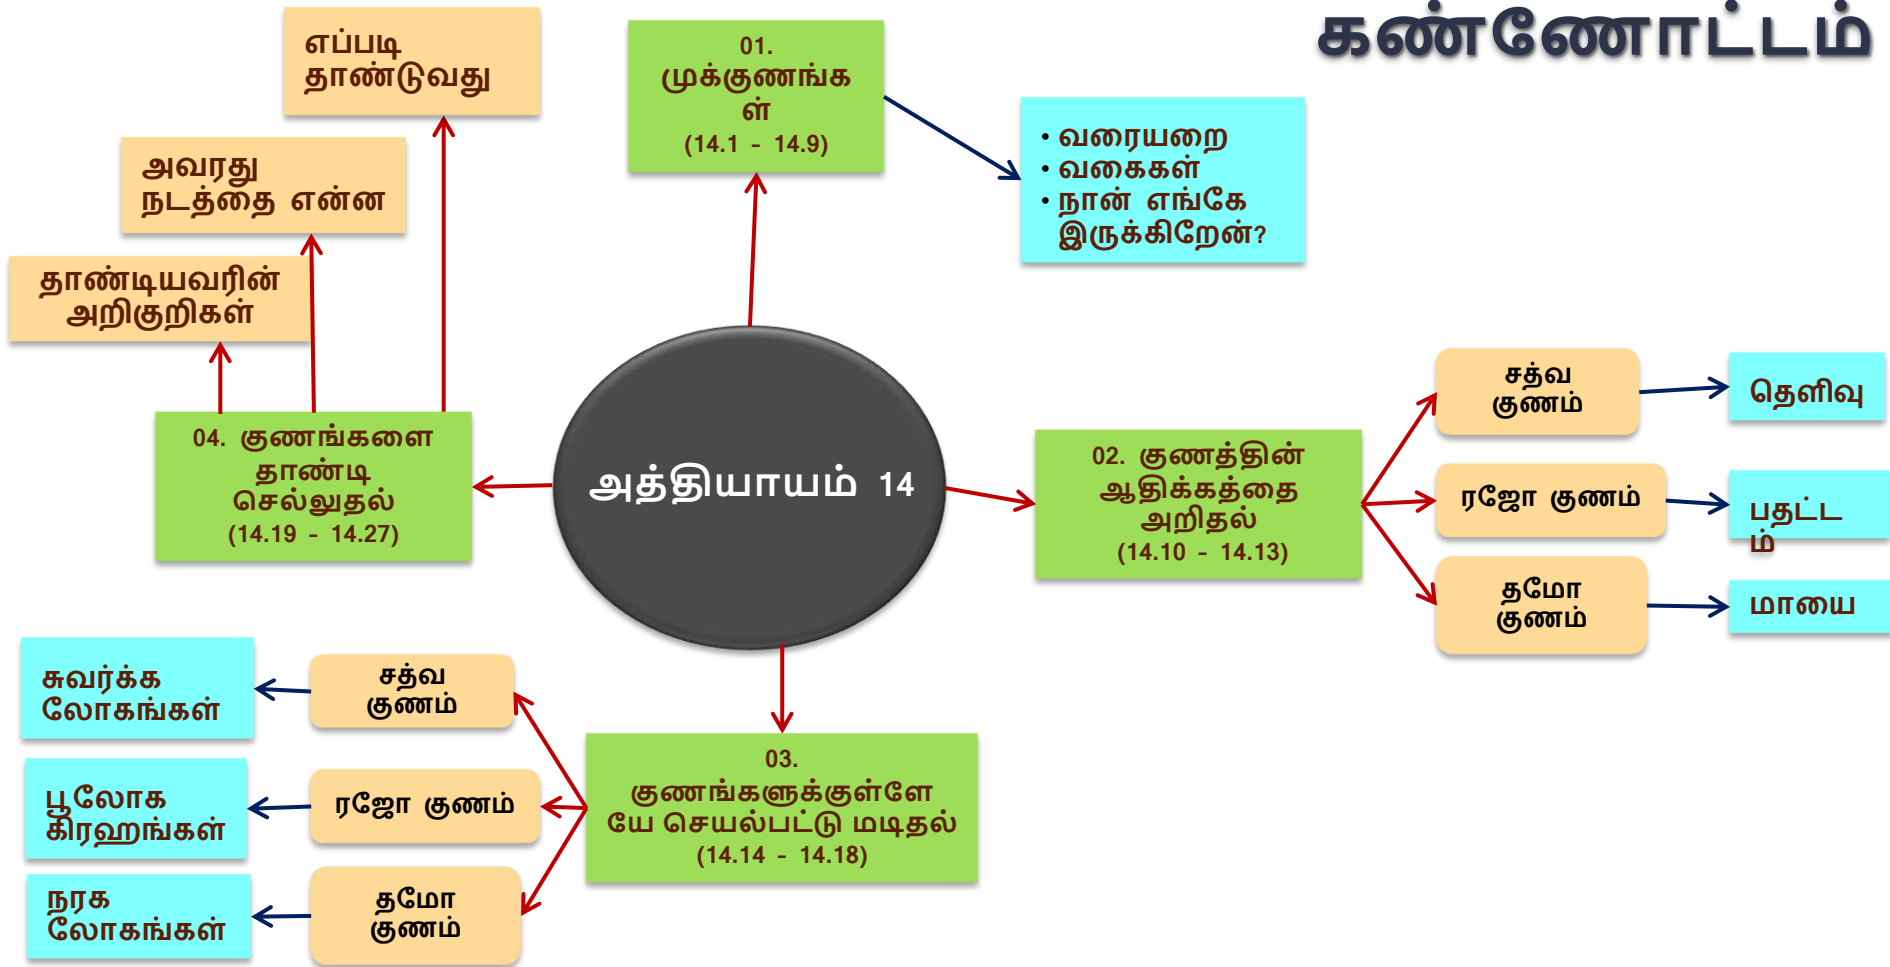 கண்ணோட்டம்
எப்படி
தாண்டுவது
அவரது
நடத்தை என்ன
தாண்டியவரின்
அறிகுறிகள்
01.
முக்குணங்க
ள்
(14.1 - 14.9)
• வரையறை
• வகைகள்
• நான் எங்கே
இருக்கிறேன்?
அத்தியாயம் 14
04. குணங்களை
தாண்டி
செல்லுதல்
(14.19 - 14.27)
02. குணத்தின்
ஆதிக்கத்தை
அறிதல்
(14.10 - 14.13)
சத்வ
குணம்
தெளிவு
ரஜோ குணம்
பதட்ட
ம்
தமோ
குணம்
மாயை
03.
குணங்களுக்குள்ளே
யே செயல்பட்டு மடிதல்
(14.14 - 14.18)
சத்வ
குணம்
சுவர்க்க
லோகங்கள்
ரஜோ குணம்
பூலோக
கிரஹங்கள்
தமோ
குணம்
நரக
லோகங்கள்